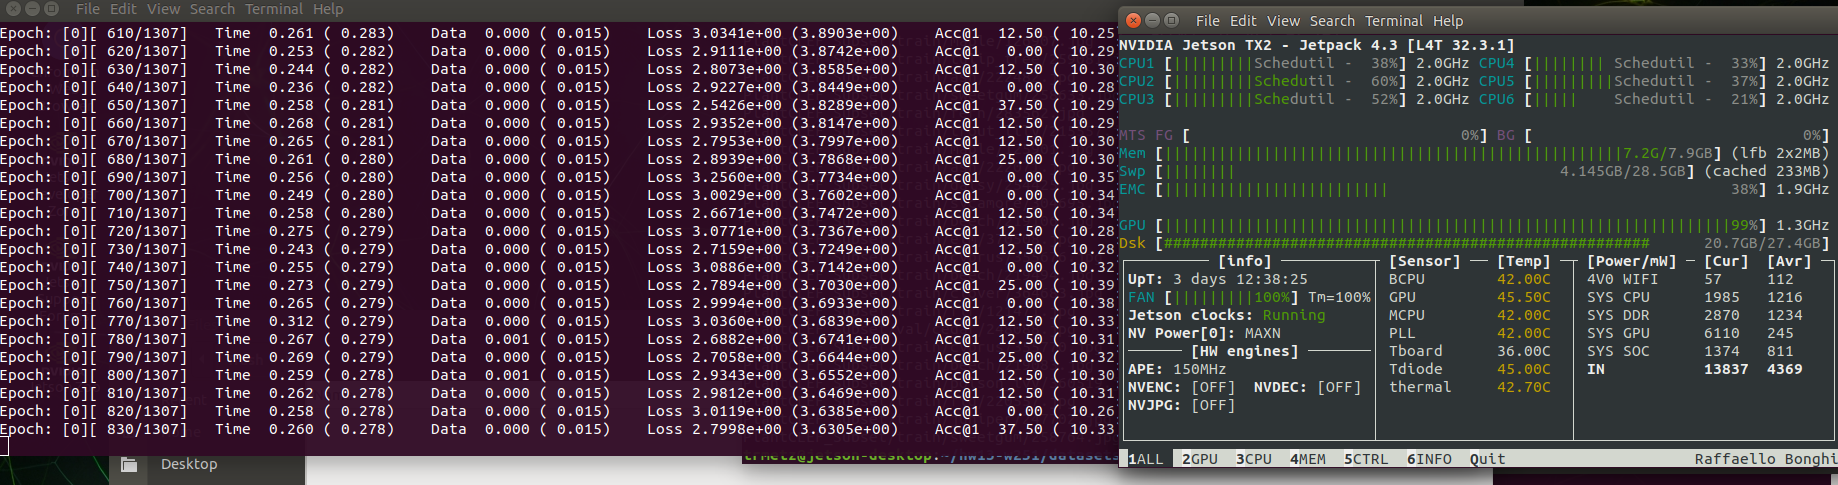 File Edit View Search Terminal Help
Epoch: [0][ 610/1307] Time 0.261 ( 0.283) Data 0.000 ( 0.015) Loss 3.0341e+00 (3.8903e+00) Acc@1 12.50 ( 10.25
Epoch: [0][ 620/1307] Time 0.253 ( 0.282) Data 0.000 ( 0.015) Loss 2.9111e+00 (3.8742e+00) Acc@1 0.00 ( 10.29
Epoch: [0][ 630/1307] Time 0.244 ( 0.282) Data 0.000 ( 0.015) Loss 2.8073e+00 (3.8585e+00) Acc@1 12.50 ( 10.30
Epoch: [0][ 640/1307] Time 0.236 ( 0.282) Data 0.000 ( 0.015) Loss 2.9227e+00 (3.8449e+00) Acc@1 0.00 ( 10.28
Epoch: [0][ 650/1307] Time 0.258 ( 0.281) Data 0.000 ( 0.015) Loss 2.5426e+00 (3.8289e+00) Acc@1 37.50 ( 10.29
Epoch: [0][ 660/1307] Time 0.268 ( 0.281) Data 0.000 ( 0.015) Loss 2.9352e+00 (3.8147e+00) Acc@1 12.50 ( 10.29
Epoch: [0][ 670/1307] Time 0.265 ( 0.281) Data 0.000 ( 0.015) Loss 2.7953e+00 (3.7997e+00) Acc@1 12.50 ( 10.30
Epoch: [0][ 680/1307] Time 0.261 ( 0.280) Data 0.000 ( 0.015) Loss 2.8939e+00 (3.7868e+00) Acc@1 25.00 ( 10.30
Epoch: [0][ 690/1307] Time 0.256 ( 0.280) Data 0.000 ( 0.015) Loss 3.2560e+00 (3.7734e+00) Acc@1 0.00 ( 10.35
Epoch: [0][ 700/1307] Time 0.249 ( 0.280) Data 0.000 ( 0.015) Loss 3.0029e+00 (3.7602e+00) Acc@1 0.00 ( 10.34
Epoch: [0][ 710/1307] Time 0.258 ( 0.280) Data 0.000 ( 0.015) Loss 2.6671e+00 (3.7472e+00) Acc@1 12.50 ( 10.34
Epoch: [0][ 720/1307] Time 0.275 ( 0.279) Data 0.000 ( 0.015) Loss 3.0771e+00 (3.7367e+00) Acc@1 12.50 ( 10.28
Epoch: [0][ 730/1307] Time 0.243 ( 0.279) Data 0.000 ( 0.015) Loss 2.7159e+00 (3.7249e+00) Acc@1 12.50 ( 10.28
Epoch: [0][ 740/1307] Time 0.255 ( 0.279) Data 0.000 ( 0.015) Loss 3.0886e+00 (3.7142e+00) Acc@1 0.00 ( 10.32
Epoch: [0][ 750/1307] Time 0.273 ( 0.279) Data 0.000 ( 0.015) Loss 2.7894e+00 (3.7030e+00) Acc@1 25.00 ( 10.39
Epoch: [0][ 760/1307] Time 0.265 ( 0.279) Data 0.000 ( 0.015) Loss 2.9994e+00 (3.6933e+00) Acc@1 0.00 ( 10.38
Epoch: [0][ 770/1307] Time 0.312 ( 0.279) Data 0.000 ( 0.015) Loss 3.0360e+00 (3.6839e+00) Acc@1 12.50 ( 10.33
Epoch: [0][ 780/1307] Time 0.267 ( 0.279) Data 0.001 ( 0.015) Loss 2.6882e+00 (3.6741e+00) Acc@1 12.50 ( 10.31
Epoch: [0][ 790/1307] Time 0.269 ( 0.279) Data 0.000 ( 0.015) Loss 2.7058e+00 (3.6644e+00) Acc@1 25.00 ( 10.32
Epoch: [0][ 800/1307] Time 0.259 ( 0.278) Data 0.001 ( 0.015) Loss 2.9343e+00 (3.6552e+00) Acc@1 0.00 ( 10.30
Epoch: [0][ 810/1307] Time 0.262 ( 0.278) Data 0.000 ( 0.015) Loss 2.9812e+00 (3.6469e+00) Acc@1 12.50 ( 10.31
Epoch: [0][ 820/1307] Time 0.258 ( 0.278) Data 0.000 ( 0.015) Loss 3.0119e+00 (3.6385e+00) Acc@1 0.00 ( 10.26
Epoch: [0][ 830/1307] Time 0.260 ( 0.278) Data 0.000 ( 0.015) Loss 2.7998e+00 (3.6305e+00) Acc@1 37.50 ( 10.33
Desktop
File Edit View Search Terminal Help
NVIDIA Jetson TX2 - Jetpack 4.3 [L4T 32.3.1]
CPU1 [|||||||||Schedutil - 38%] 2.0GHz CPU4 [|||||||| Schedutil - 33%] 2.0GHz
CPU2 [|||||||||Schedutil - 60%] 2.0GHz CPU5 [|||||||||Schedutil - 37%] 2.0GHz
CPU3 [|||||||||Schedutil - 52%] 2.0GHz CPU6 [||||| Schedutil - 21%] 2.0GHz
MTS FG [ 0%] BG [ 0%]
Mem [|||||||||||||||||||||||||||||||||||||||||||||||||||7.2G/7.9GB] (lfb 2x2MB)
Swp [|||||||| 4.145GB/28.5GB] (cached 233MB)
EMC [||||||||||||||||||||||||| 38%] 1.9GHz
GPU [|||||||||||||||||||||||||||||||||||||||||||||||||||||||||||||||99%] 1.3GHz
Dsk [###################################################### 20.7GB/27.4GB]
[info] [Sensor] [Temp] [Power/mW] [Cur] [Avr]
UpT: 3 days 12:38:25 BCPU 42.00C 4V0 WIFI 57 112
FAN [|||||||||100%] Tm=100% GPU 45.50C SYS CPU 1985 1216
Jetson clocks: Running MCPU 42.00C SYS DDR 2870 1234
NV Power[0]: MAXN PLL 42.00C SYS GPU 6110 245
[HW engines] Tboard 36.00C SYS SOC 1374 811
APE: 150MHz Tdiode 45.00C IN 13837 4369
NVENC: [OFF] NVDEC: [OFF] thermal 42.70C
NVJPG: [OFF]
1ALL 2GPU 3CPU 4MEM 5CTRL 6INFO Quit Raffaello Bonghi